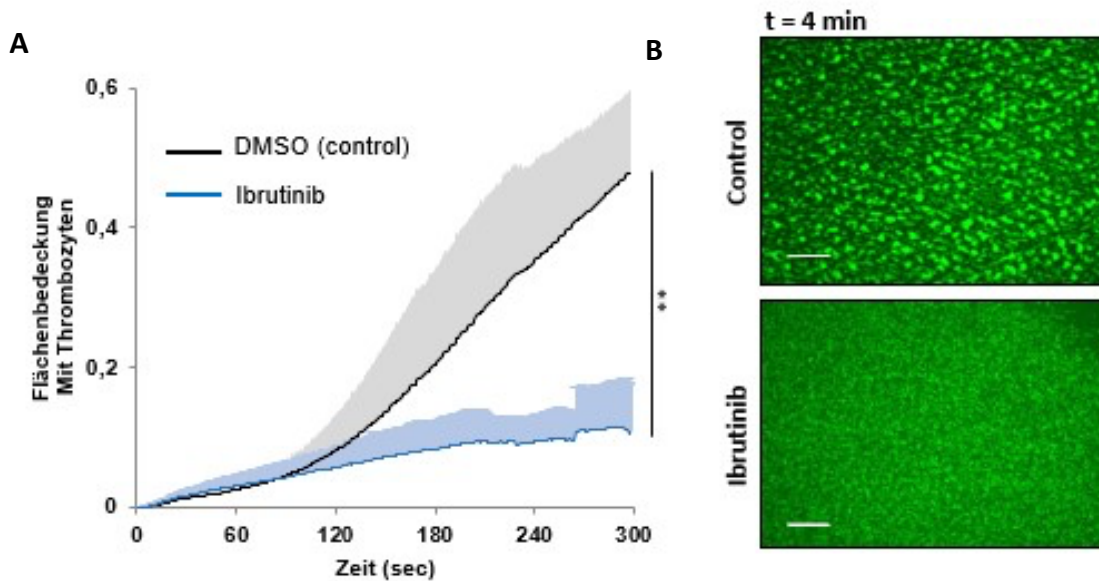 A
0,6
0,4
0,2
0
Flächenbedeckung
Mit Thrombozyten
DMSO (control)
Ibrutinib
**
0 60 120 180 240 300
Zeit (sec)
B
t = 4 min
Control
Ibrutinib